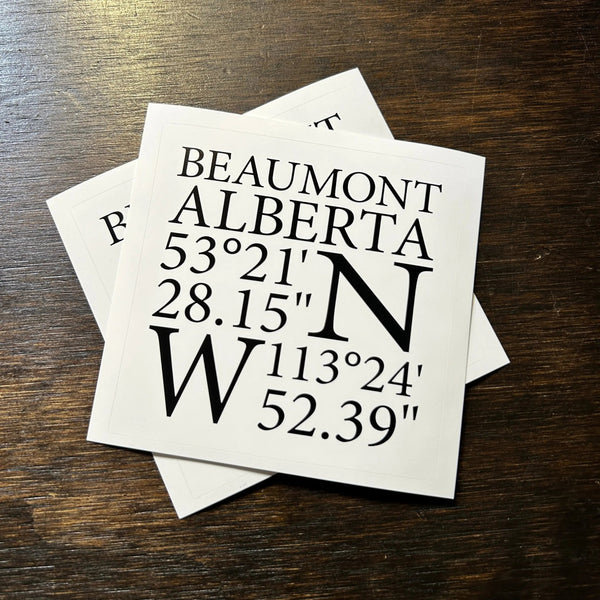 BEAUMONT
ALBERTA
53°21'
28.15" N
W 113°24'
52.39"